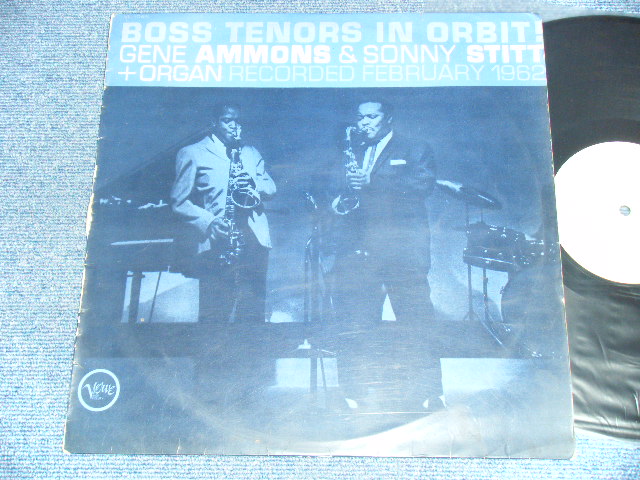 BOSS TENORS IN ORBIT!
GENE AMMONS & SONNY STITT
+ ORGAN RECORDED FEBRUARY 1962
Verve